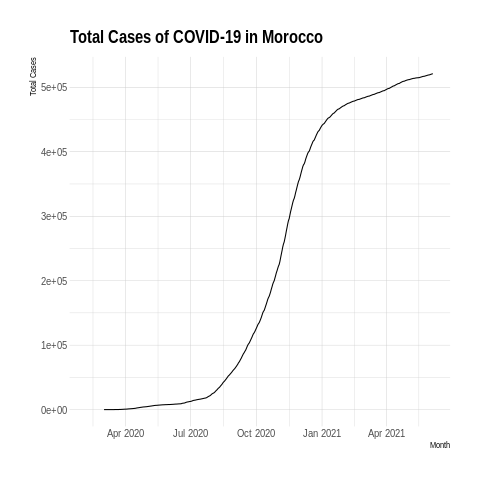 Total Cases of COVID-19 in Morocco
Total Cases
5e+05
4e+05
3e+05
2e+05
1e+05
0e+00
Apr 2020 Jul 2020 Oct 2020 Jan 2021 Apr 2021
Month